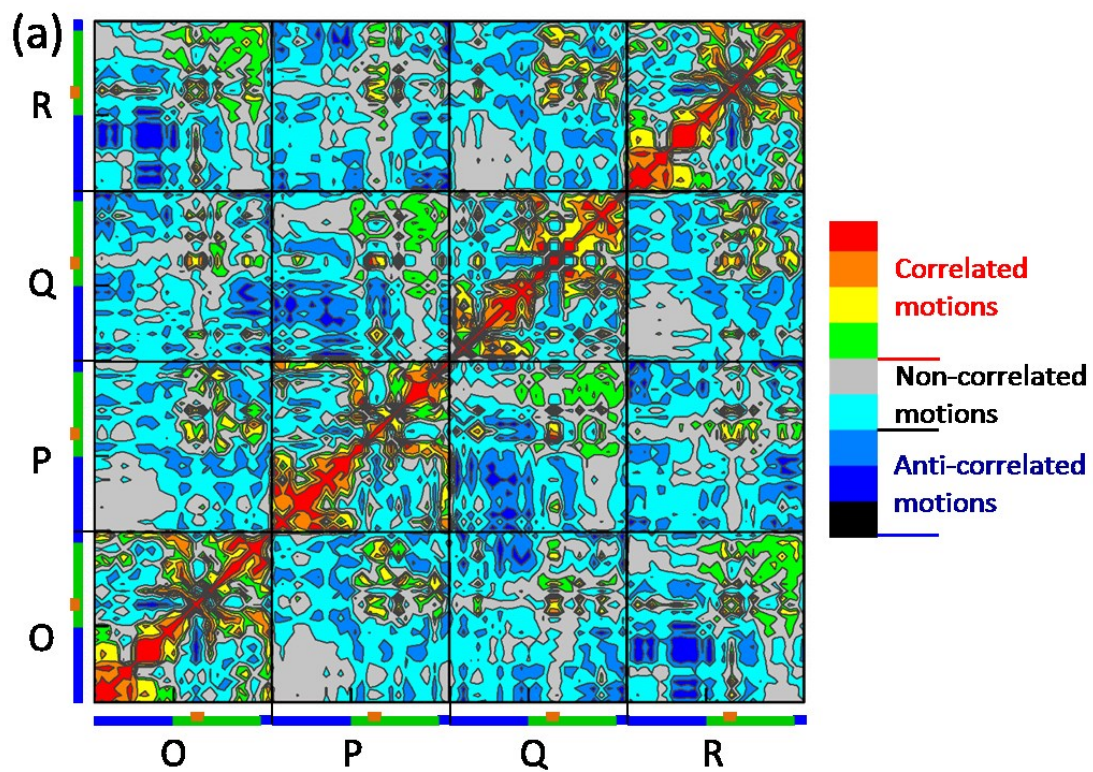 (a)
R
Q
P
O
O P Q R
Correlated
motions
Non-correlated
motions
Anti-correlated
motions